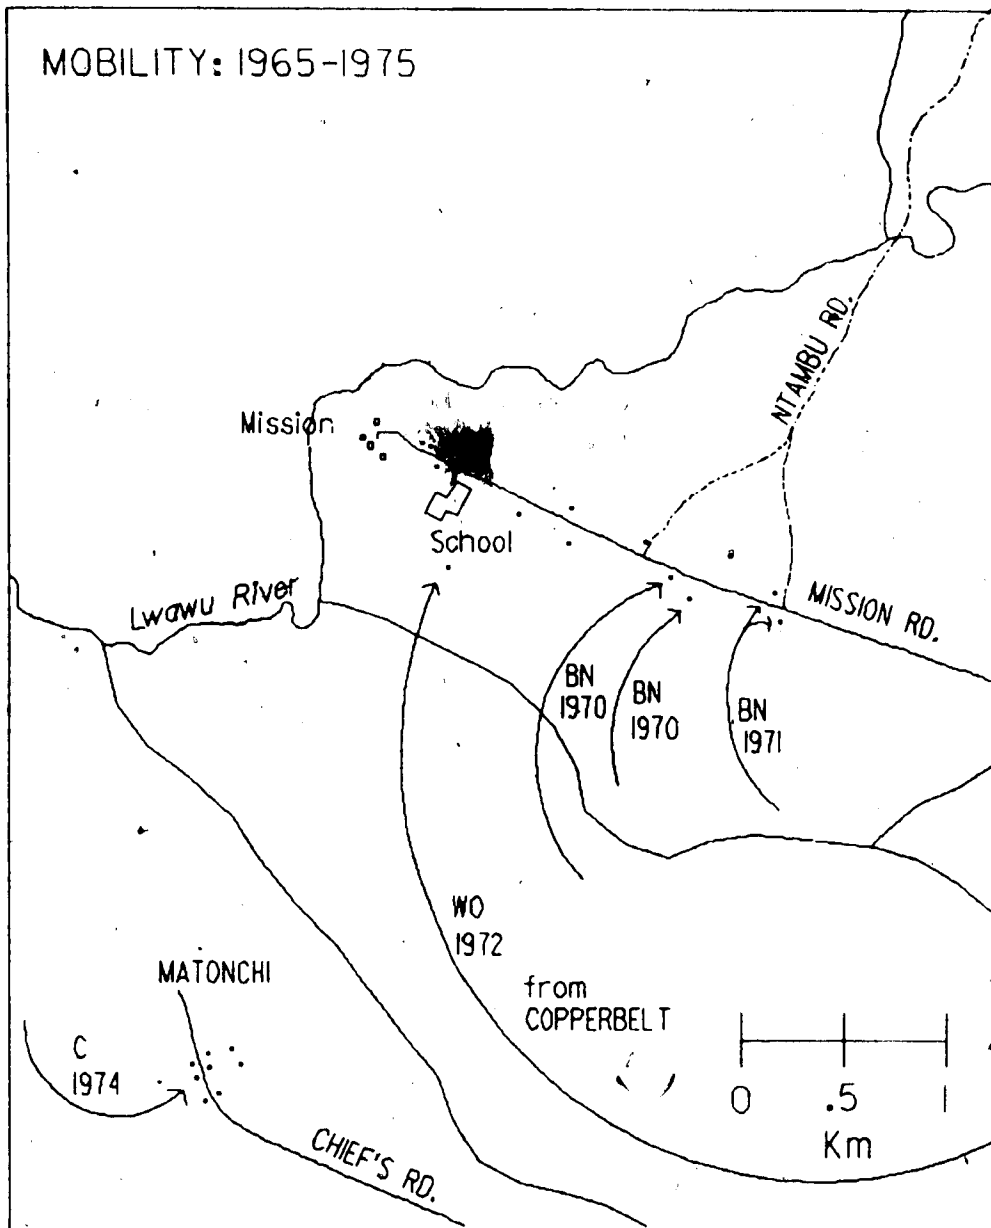 MOBILITY: 1965-1975
NTAMBU RD.
Mission
School
Lwawu River
MISSION RD.
BN
1970
BN
1970
BN
1971
WO
1972
from
COPPERBELT
MATONCHI
C
1974
0 .5 1
Km
CHIEF'S RD.